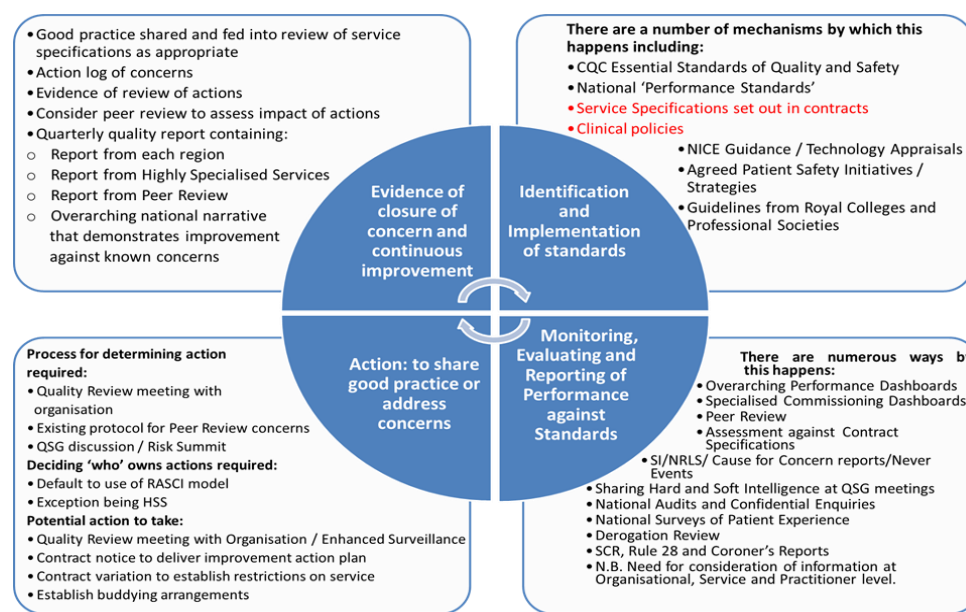 • Good practice shared and fed into review of service
specifications as appropriate
• Action log of concerns
• Evidence of review of actions
• Consider peer review to assess impact of actions
• Quarterly quality report containing:
o Report from each region
o Report from Highly Specialised Services
o Report from Peer Review
o Overarching national narrative
that demonstrates improvement
against known concerns
There are a number of mechanisms by which this
happens including:
• CQC Essential Standards of Quality and Safety
• National ‘Performance Standards’
• Service Specifications set out in contracts
• Clinical policies
• NICE Guidance / Technology Appraisals
• Agreed Patient Safety Initiatives /
Strategies
• Guidelines from Royal Colleges and
Professional Societies
Evidence of
closure of
concern and
continuous
improvement
Identification
and
Implementation
of standards
Action: to share
good practice or
address
concerns
Monitoring,
Evaluating and
Reporting of
Performance
against
Standards
Process for determining action
required:
• Quality Review meeting with
organisation
• Existing protocol for Peer Review concerns
• QSG discussion / Risk Summit
Deciding ‘who’ owns actions required:
• Default to use of RASCI model
• Exception being HSS
Potential action to take:
• Quality Review meeting with Organisation / Enhanced Surveillance
• Contract notice to deliver improvement action plan
• Contract variation to establish restrictions on service
• Establish buddying arrangements
There are numerous ways by
this happens:
• Overarching Performance Dashboards
• Specialised Commissioning Dashboards
• Peer Review
• Assessment against Contract
Specifications
• SI/NRLS/ Cause for Concern reports/Never
Events
• Sharing Hard and Soft Intelligence at QSG meetings
• National Audits and Confidential Enquiries
• National Surveys of Patient Experience
• Derogation Review
• SCR, Rule 28 and Coroner’s Reports
• N.B. Need for consideration of information at
Organisational, Service and Practitioner level.